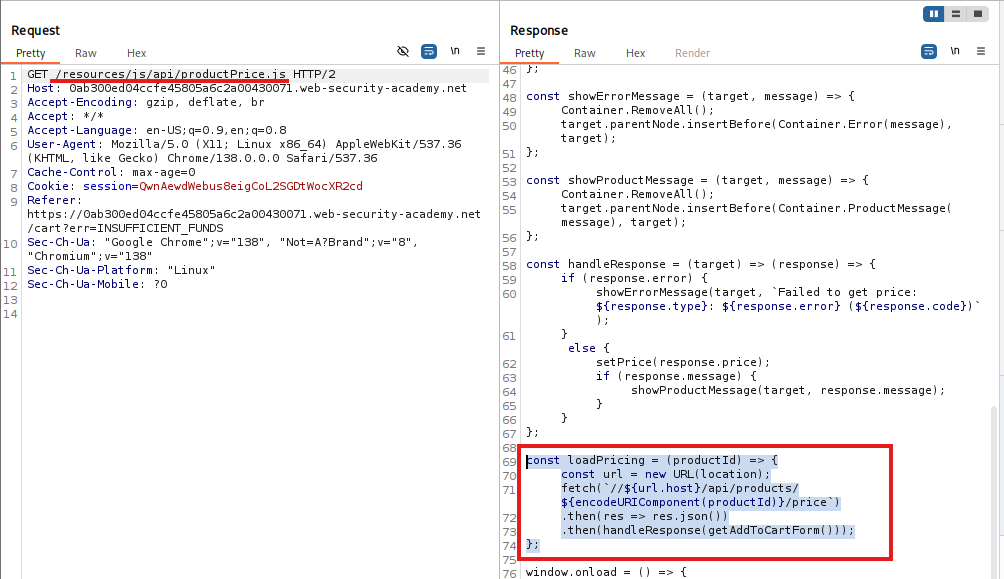 Request
Pretty Raw Hex
\n
1 GET /resources/js/api/productPrice.js HTTP/2
2 Host: 0ab300ed04ccfe45805a6c2a00430071.web-security-academy.net
3 Accept-Encoding: gzip, deflate, br
4 Accept: */*
5 Accept-Language: en-US;q=0.9,en;q=0.8
6 User-Agent: Mozilla/5.0 (X11; Linux x86_64) AppleWebKit/537.36
(KHTML, like Gecko) Chrome/138.0.0.0 Safari/537.36
7 Cache-Control: max-age=0
8 Cookie: session=QwnAewdWebus8eigCoL2SGDtWocXR2cd
9 Referer:
https://0ab300ed04ccfe45805a6c2a00430071.web-security-academy.net
/cart?err=INSUFFICIENT_FUNDS
10 Sec-Ch-Ua: "Google Chrome";v="138", "Not=A?Brand";v="8",
"Chromium";v="138"
11 Sec-Ch-Ua-Platform: "Linux"
12 Sec-Ch-Ua-Mobile: ?0
13
14
Response
Pretty Raw Hex Render
\n
46 };
47
48 const showErrorMessage = (target, message) => {
49 Container.RemoveAll();
50 target.parentNode.insertBefore(Container.Error(message),
target);
51 };
52
53 const showProductMessage = (target, message) => {
54 Container.RemoveAll();
55 target.parentNode.insertBefore(Container.ProductMessage(
message), target);
56 };
57
58 const handleResponse = (target) => (response) => {
59 if (response.error) {
60 showErrorMessage(target, `Failed to get price:
${response.type}: ${response.error} (${response.code})`
);
61 }
else {
62 setPrice(response.price);
63 if (response.message) {
64 showProductMessage(target, response.message);
65 }
66 }
67 };
68
69 const loadPricing = (productId) => {
70 const url = new URL(location);
71 fetch(`//${url.host}/api/products/
${encodeURIComponent(productId)}/price`)
72 .then(res => res.json())
73 .then(handleResponse(getAddToCartForm()));
74 };
75
76 window.onload = () => {